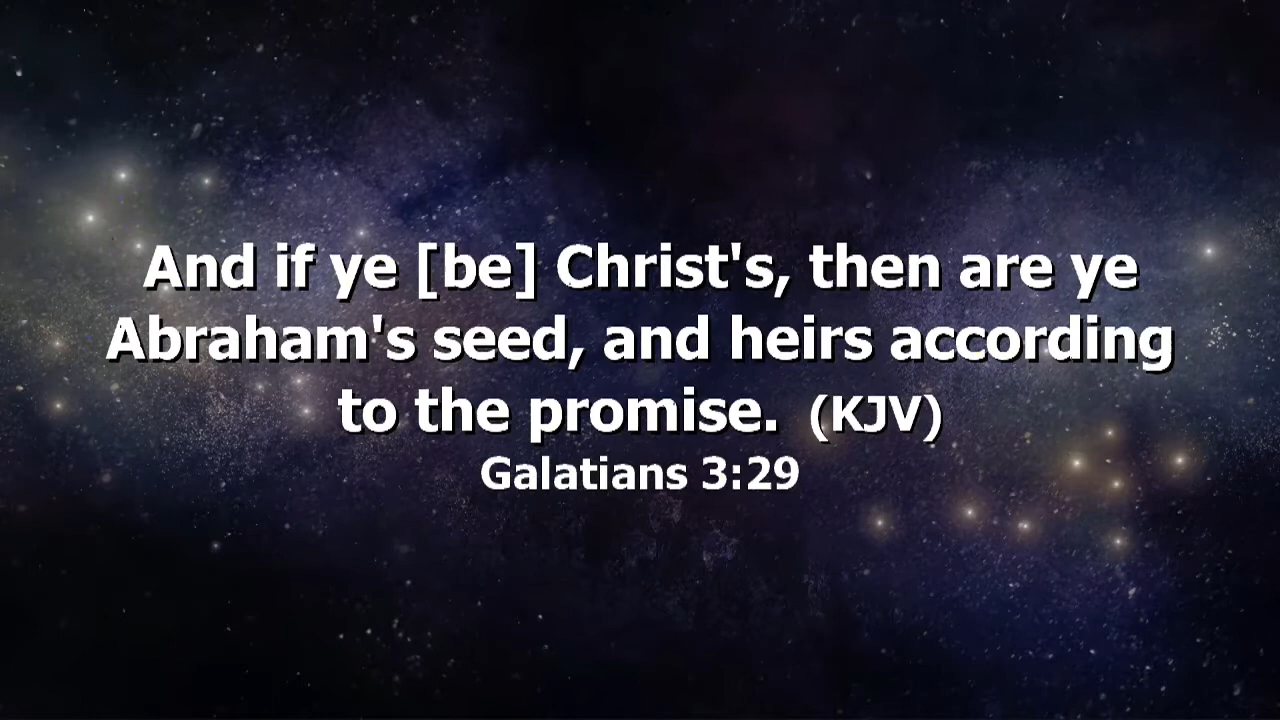 And if ye [be] Christ's, then are ye
Abraham's seed, and heirs according
to the promise. (KJV)
Galatians 3:29